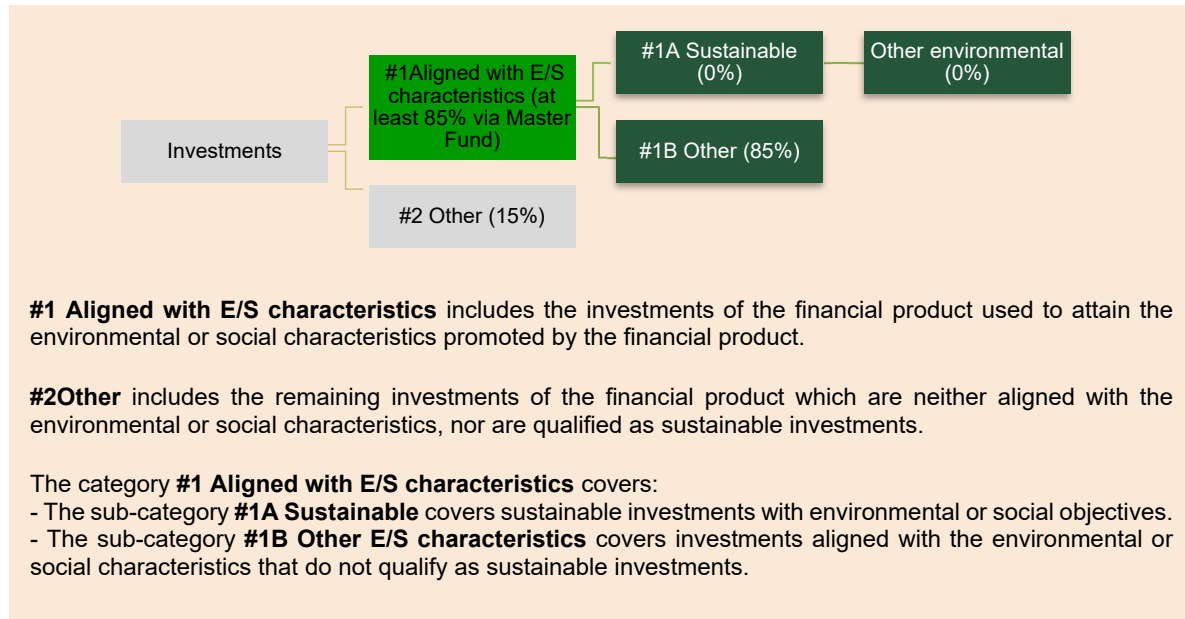 #1A Sustainable
(0%)
Other environmental
(0%)
#1Aligned with E/S
characteristics (at
least 85% via Master
Fund)
Investments
#1B Other (85%)
#2 Other (15%)
#1 Aligned with E/S characteristics includes the investments of the financial product used to attain the
environmental or social characteristics promoted by the financial product.
#2Other includes the remaining investments of the financial product which are neither aligned with the
environmental or social characteristics, nor are qualified as sustainable investments.
The category #1 Aligned with E/S characteristics covers:
- The sub-category #1A Sustainable covers sustainable investments with environmental or social objectives.
- The sub-category #1B Other E/S characteristics covers investments aligned with the environmental or
social characteristics that do not qualify as sustainable investments.